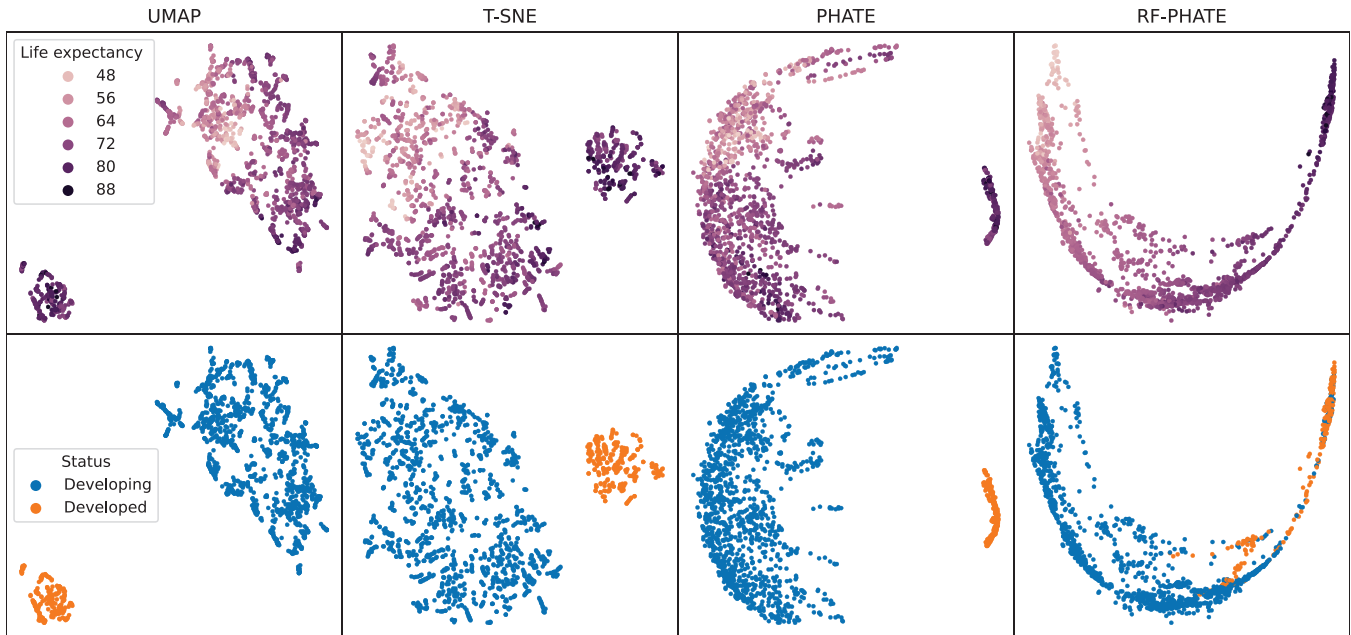 UMAP
T-SNE
PHATE
RF-PHATE
Life expectancy
48
56
64
72
80
88
Status
Developing
Developed